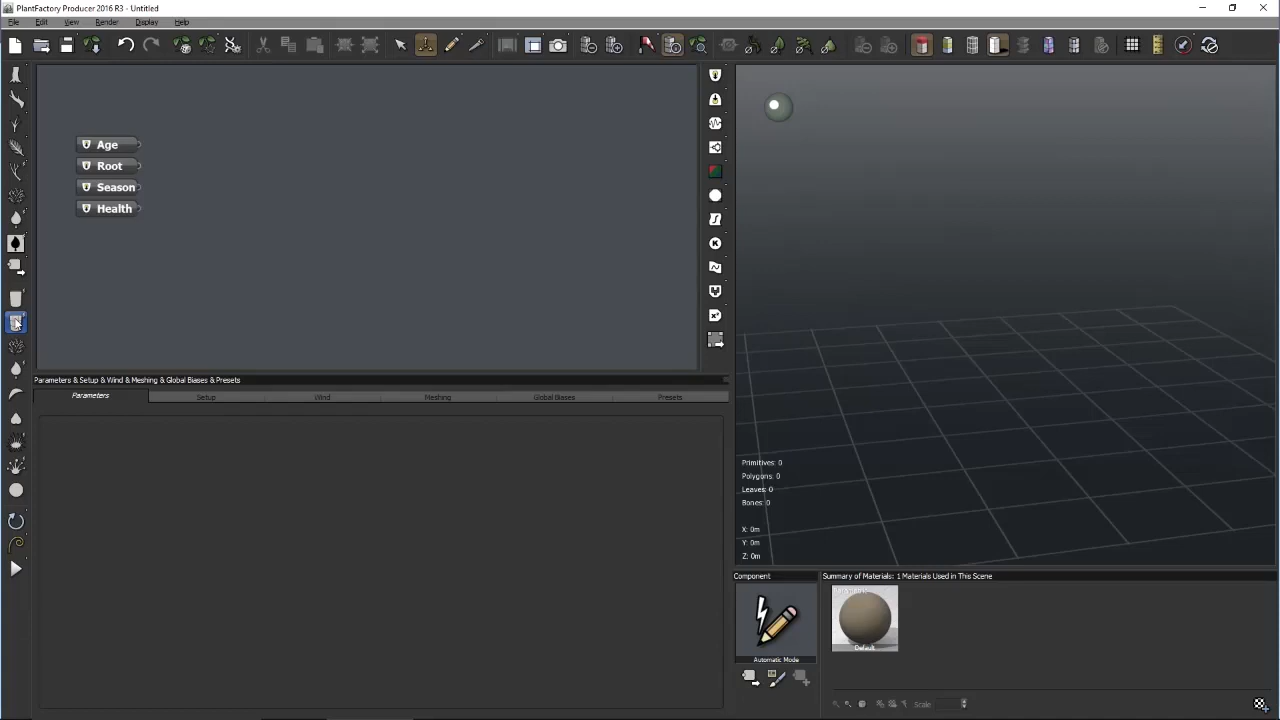 PlantFactory Producer 2016 R3 - Untitled
File Edit View Render Display Help
Age
Root
Season
Health
Parameters & Setup & Wind & Meshing & Global Biases & Presets
Parameters Setup Wind Meshing Global Biases Presets
Primitives: 0
Polygons: 0
Leaves: 0
Bones: 0
X: 0m
Y: 0m
Z: 0m
Component
Automatic Mode
Summary of Materials: 1 Materials Used in This Scene
Default
Scale